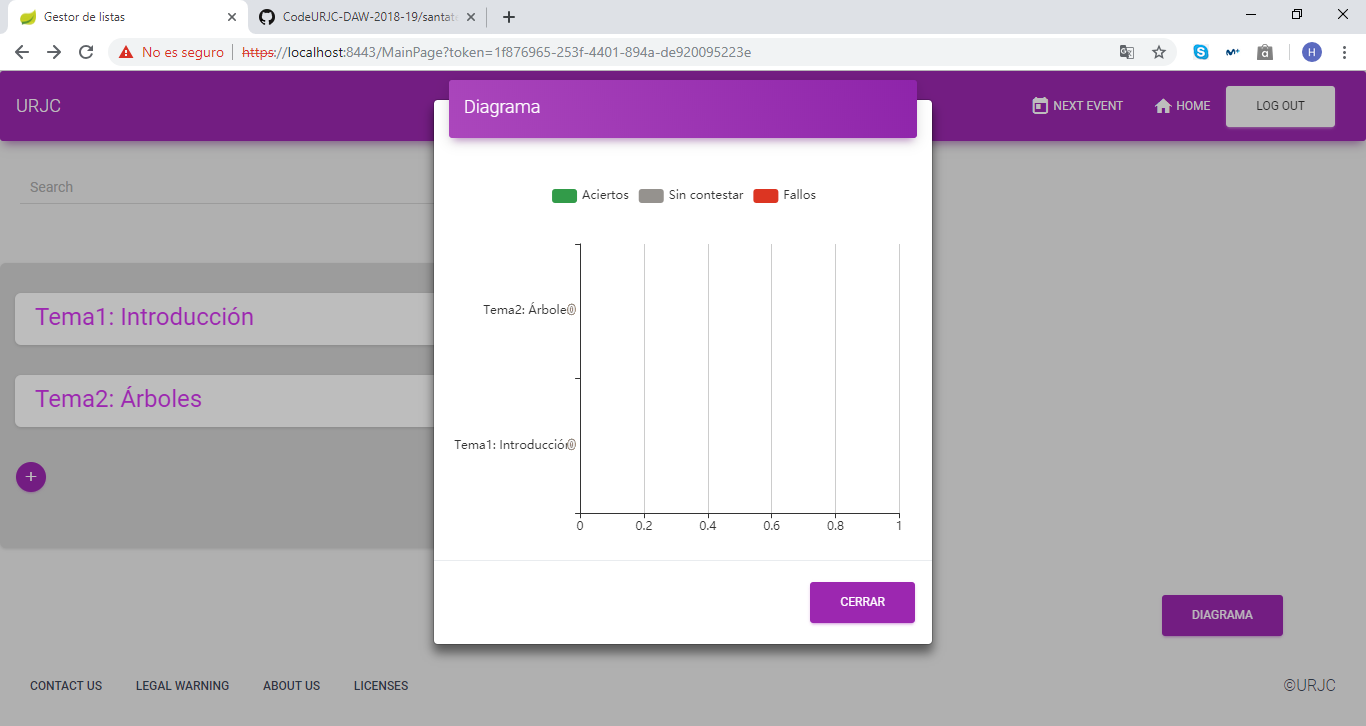 Gestor de listas
CodeURJC-DAW-2018-19/santat
No es seguro
https://localhost:8443/MainPage?token=1f876965-253f-4401-894a-de920095223e
H
URJC
NEXT EVENT
HOME
LOG OUT
Diagrama
Search
Aciertos
Sin contestar
Fallos
Tema1: Introducción
Tema2: Árboles
+
Tema2: Árbole
Tema1: Introducción
0 0.2 0.4 0.6 0.8 1
CERRAR
DIAGRAMA
CONTACT US
LEGAL WARNING
ABOUT US
LICENSES
©URJC